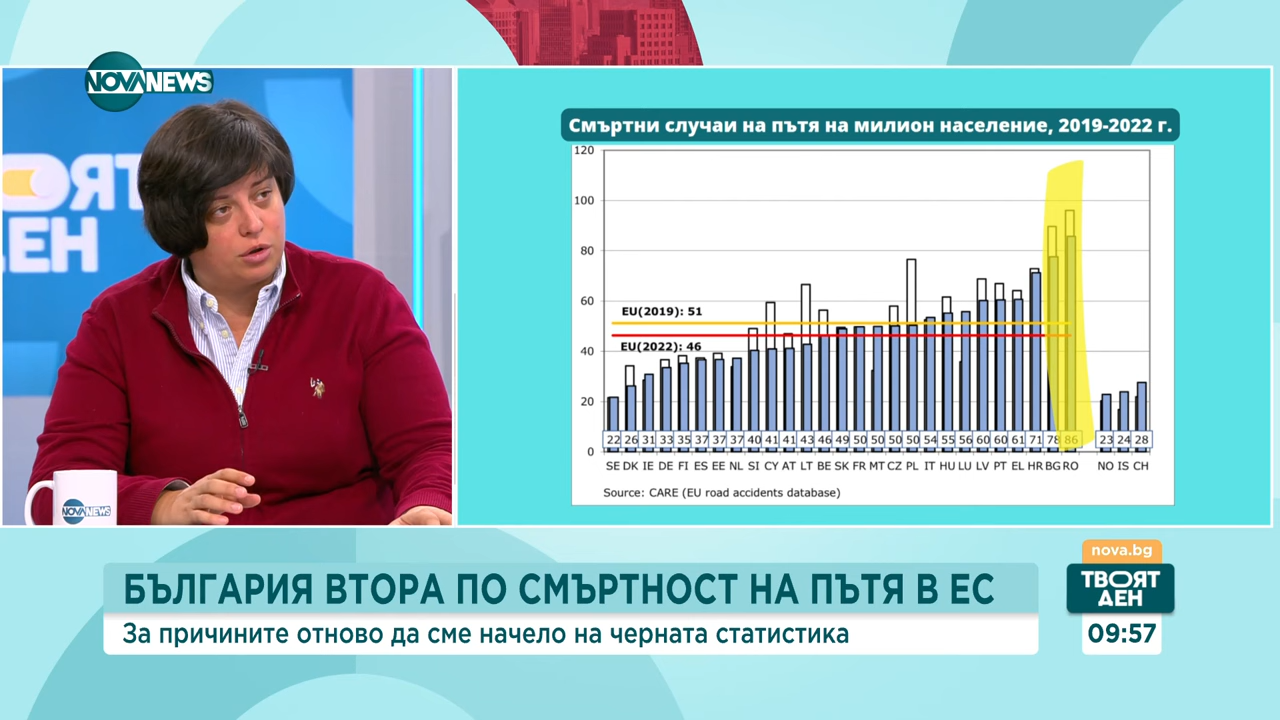 NOVANEWS
ОЯТ
ДЕН
NOVANEWS
Смъртни случаи на пътя на милион население, 2019-2022 г.
120
100
80
60
40
20
0
EU(2019): 51
EU(2022): 46
22 26 31 33 35 37 37 37 40 41 41 43 46 49 50 50 50 50 54 55 56 60 60 61 71 78 86 23 24 28
SE DK IE DE FI ES EE NL SI CY AT LT BE SK FR MT CZ PL IT HU LU LV PT EL HR BG RO NO IS CH
Source: CARE (EU road accidents database)
БЪЛГАРИЯ ВТОРА ПО СМЪРТНОСТ НА ПЪТЯ В ЕС
За причините отново да сме начело на черната статистика
nova.bg
ТВОЯТ
ДЕН
09:57